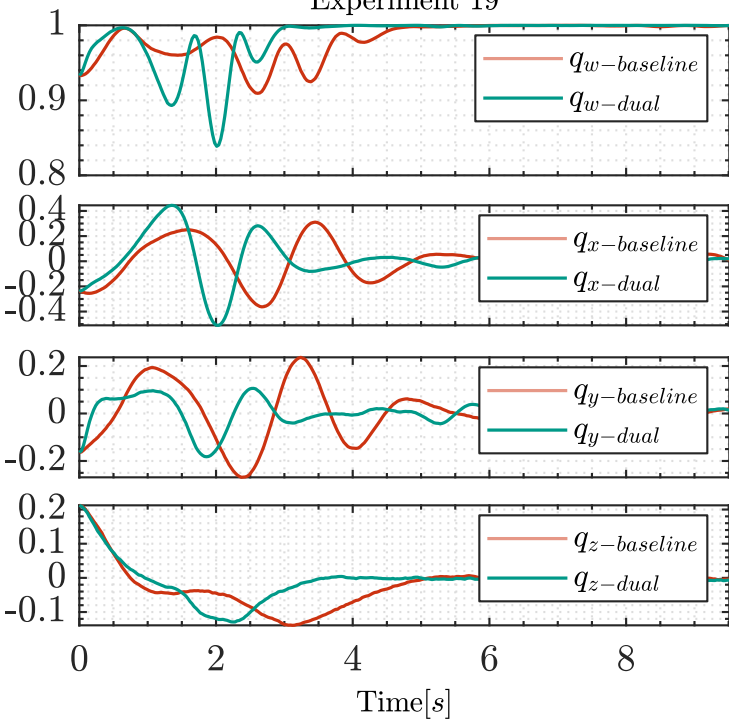 Experiment 19
1
0.9
0.8
q_{w-baseline}
q_{w-dual}
0.4
0.2
0
-0.2
-0.4
q_{x-baseline}
q_{x-dual}
0.2
0
-0.2
q_{y-baseline}
q_{y-dual}
0.2
0.1
0
-0.1
q_{z-baseline}
q_{z-dual}
0 2 4 6 8
Time[s]